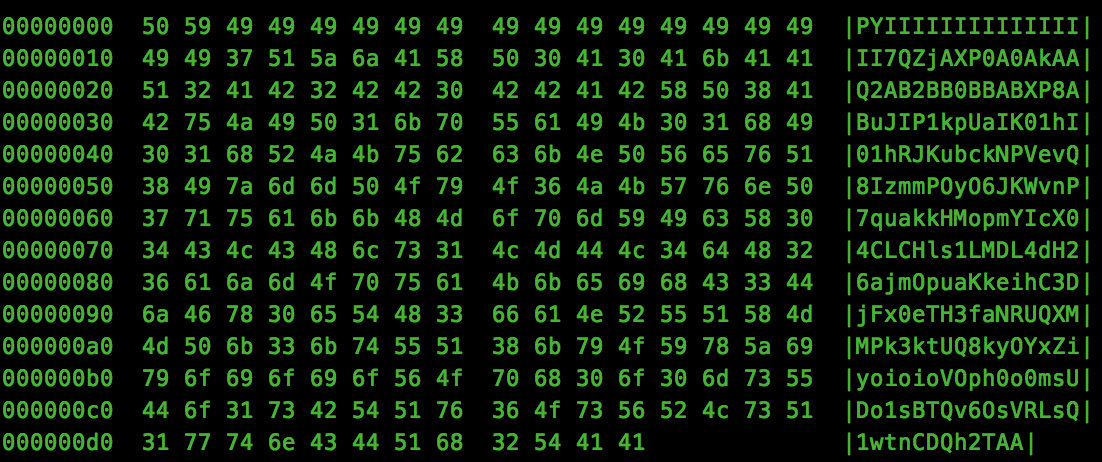 00000000  50 59 49 49 49 49 49 49  49 49 49 49 49 49 49 49  |PYIIIIIIIIIIIIII|
00000010  49 49 37 51 5a 6a 41 58  50 30 41 30 41 6b 41 41  |II7QZjAXP0A0AkAA|
00000020  51 32 41 42 32 42 42 30  42 42 41 42 58 50 38 41  |Q2AB2BB0BBABXP8A|
00000030  42 75 4a 49 50 31 6b 70  55 61 49 4b 30 31 68 49  |BuJIP1kpUaIK01hI|
00000040  30 31 68 52 4a 4b 75 62  63 6b 4e 50 56 65 76 51  |01hRJKubckNPVevQ|
00000050  38 49 7a 6d 6d 50 4f 79  4f 36 4a 4b 57 76 6e 50  |8IzmmPOyO6JKWvnP|
00000060  37 71 75 61 6b 6b 48 4d  6f 70 6d 59 49 63 58 30  |7quakkHMopmYIcX0|
00000070  34 43 4c 43 48 6c 73 31  4c 4d 44 4c 34 64 48 32  |4CLCHls1LMDL4dH2|
00000080  36 61 6a 6d 4f 70 75 61  4b 6b 65 69 68 43 33 44  |6ajmOpuaKkeihC3D|
00000090  6a 46 78 30 65 54 48 33  66 61 4e 52 55 51 58 4d  |jFx0eTH3faNRUQXM|
000000a0  4d 50 6b 33 6b 74 55 51  38 6b 79 4f 59 78 5a 69  |MPk3ktUQ8kyOYxZi|
000000b0  79 6f 69 6f 69 6f 56 4f  70 68 30 6f 30 6d 73 55  |yoioioVOph0o0msU|
000000c0  44 6f 31 73 42 54 51 76  36 4f 73 56 52 4c 73 51  |Do1sBTQv6OsVRLsQ|
000000d0  31 77 74 6e 43 44 51 68  32 54 41 41  |1wtnCDQh2TAA|